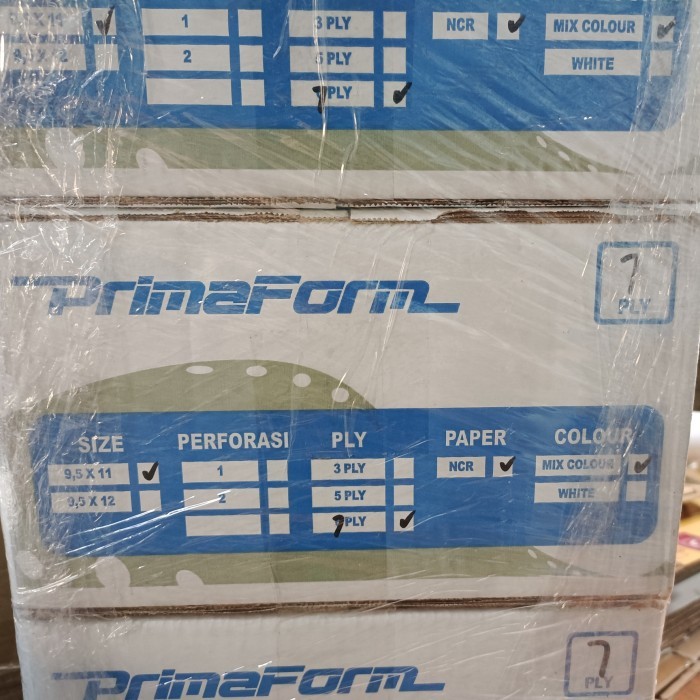 1 3 PLY NCR ✓ MIX COLOUR ✓
2 5 PLY WHITE
7 PLY ✓
PrimaForm
7
PLY
SIZE PERFORASI PLY PAPER COLOUR
9,5 X 11 ✓ 1 3 PLY NCR ✓ MIX COLOUR ✓
9,5 X 12 2 5 PLY WHITE
7 PLY ✓
PrimaForm
7
PLY